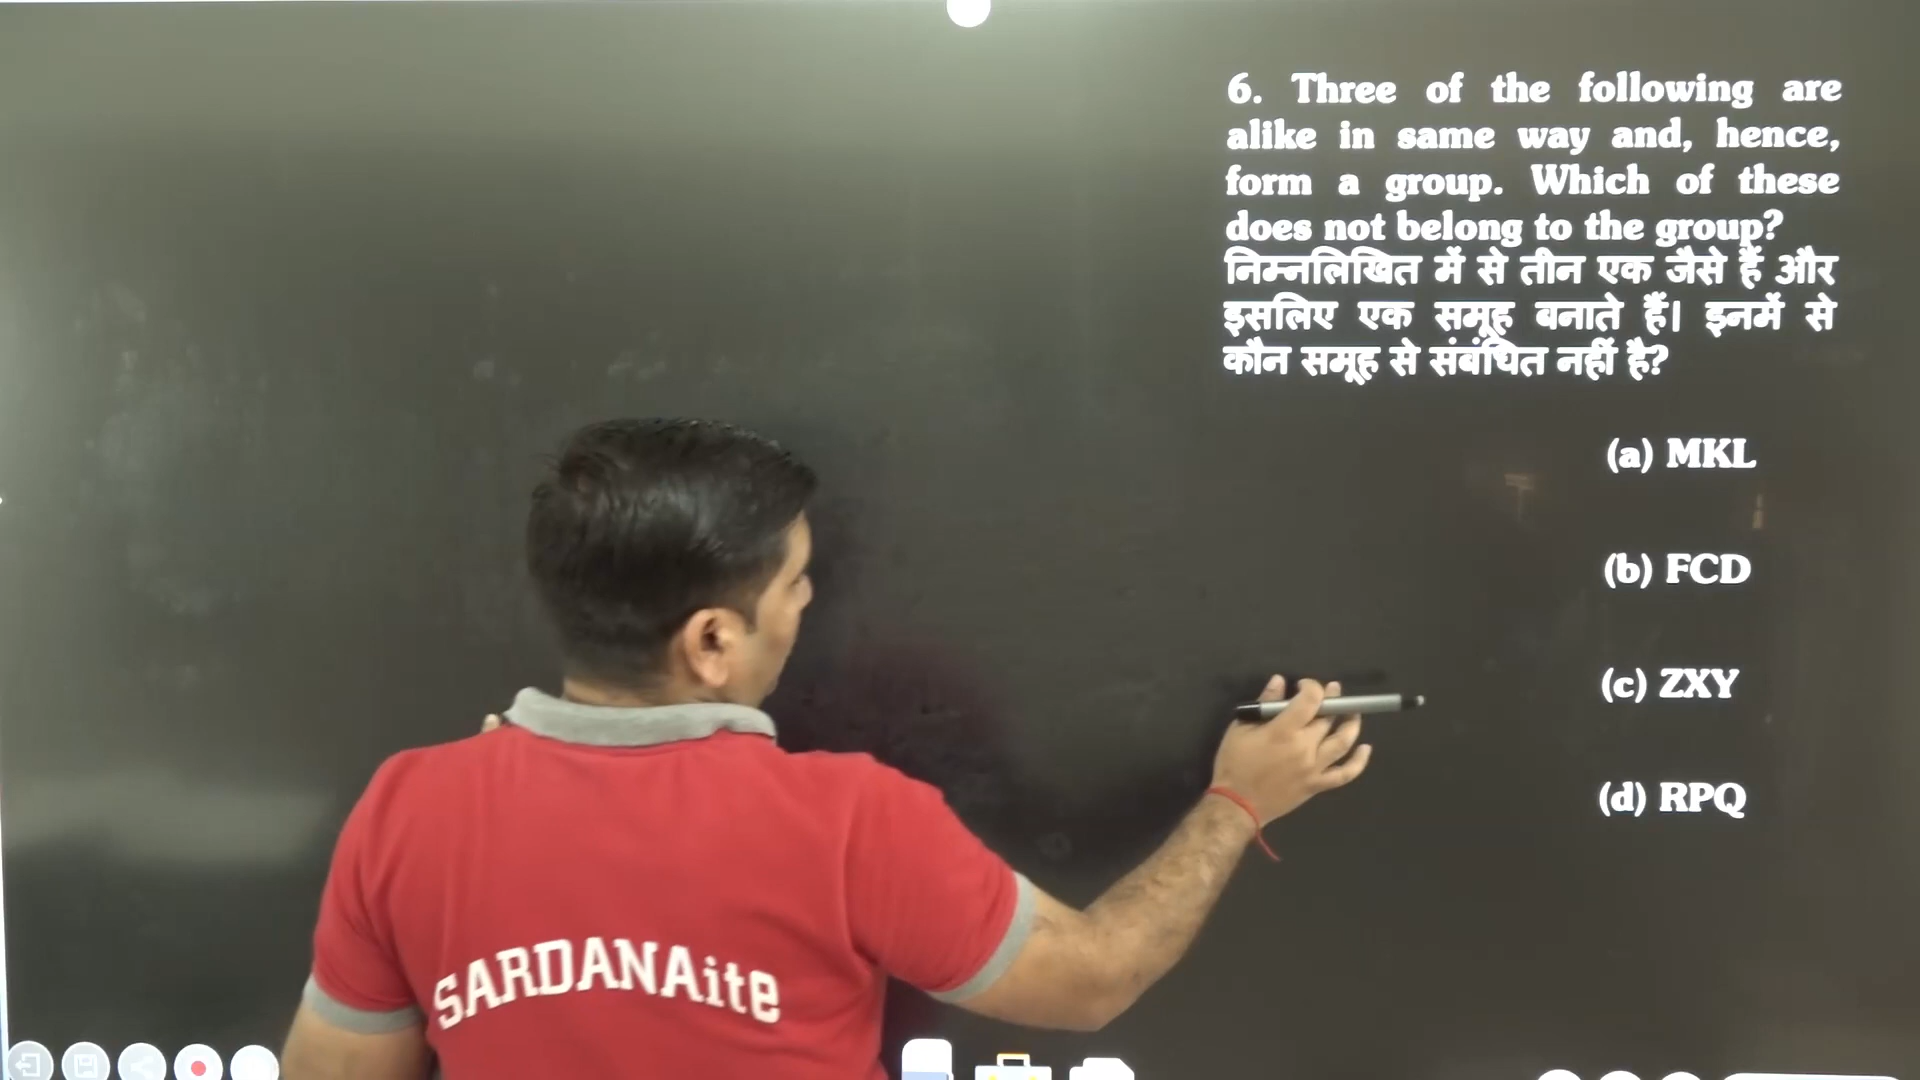 6. Three of the following are
alike in same way and, hence,
form a group. Which of these
does not belong to the group?
निम्नलिखित में से तीन एक जैसे हैं और
इसलिए एक समूह बनाते हैं। इनमें से
कौन समूह से संबंधित नहीं है?
(a) MKL
(b) FCD
(c) ZXY
(d) RPQ
SARDANAite